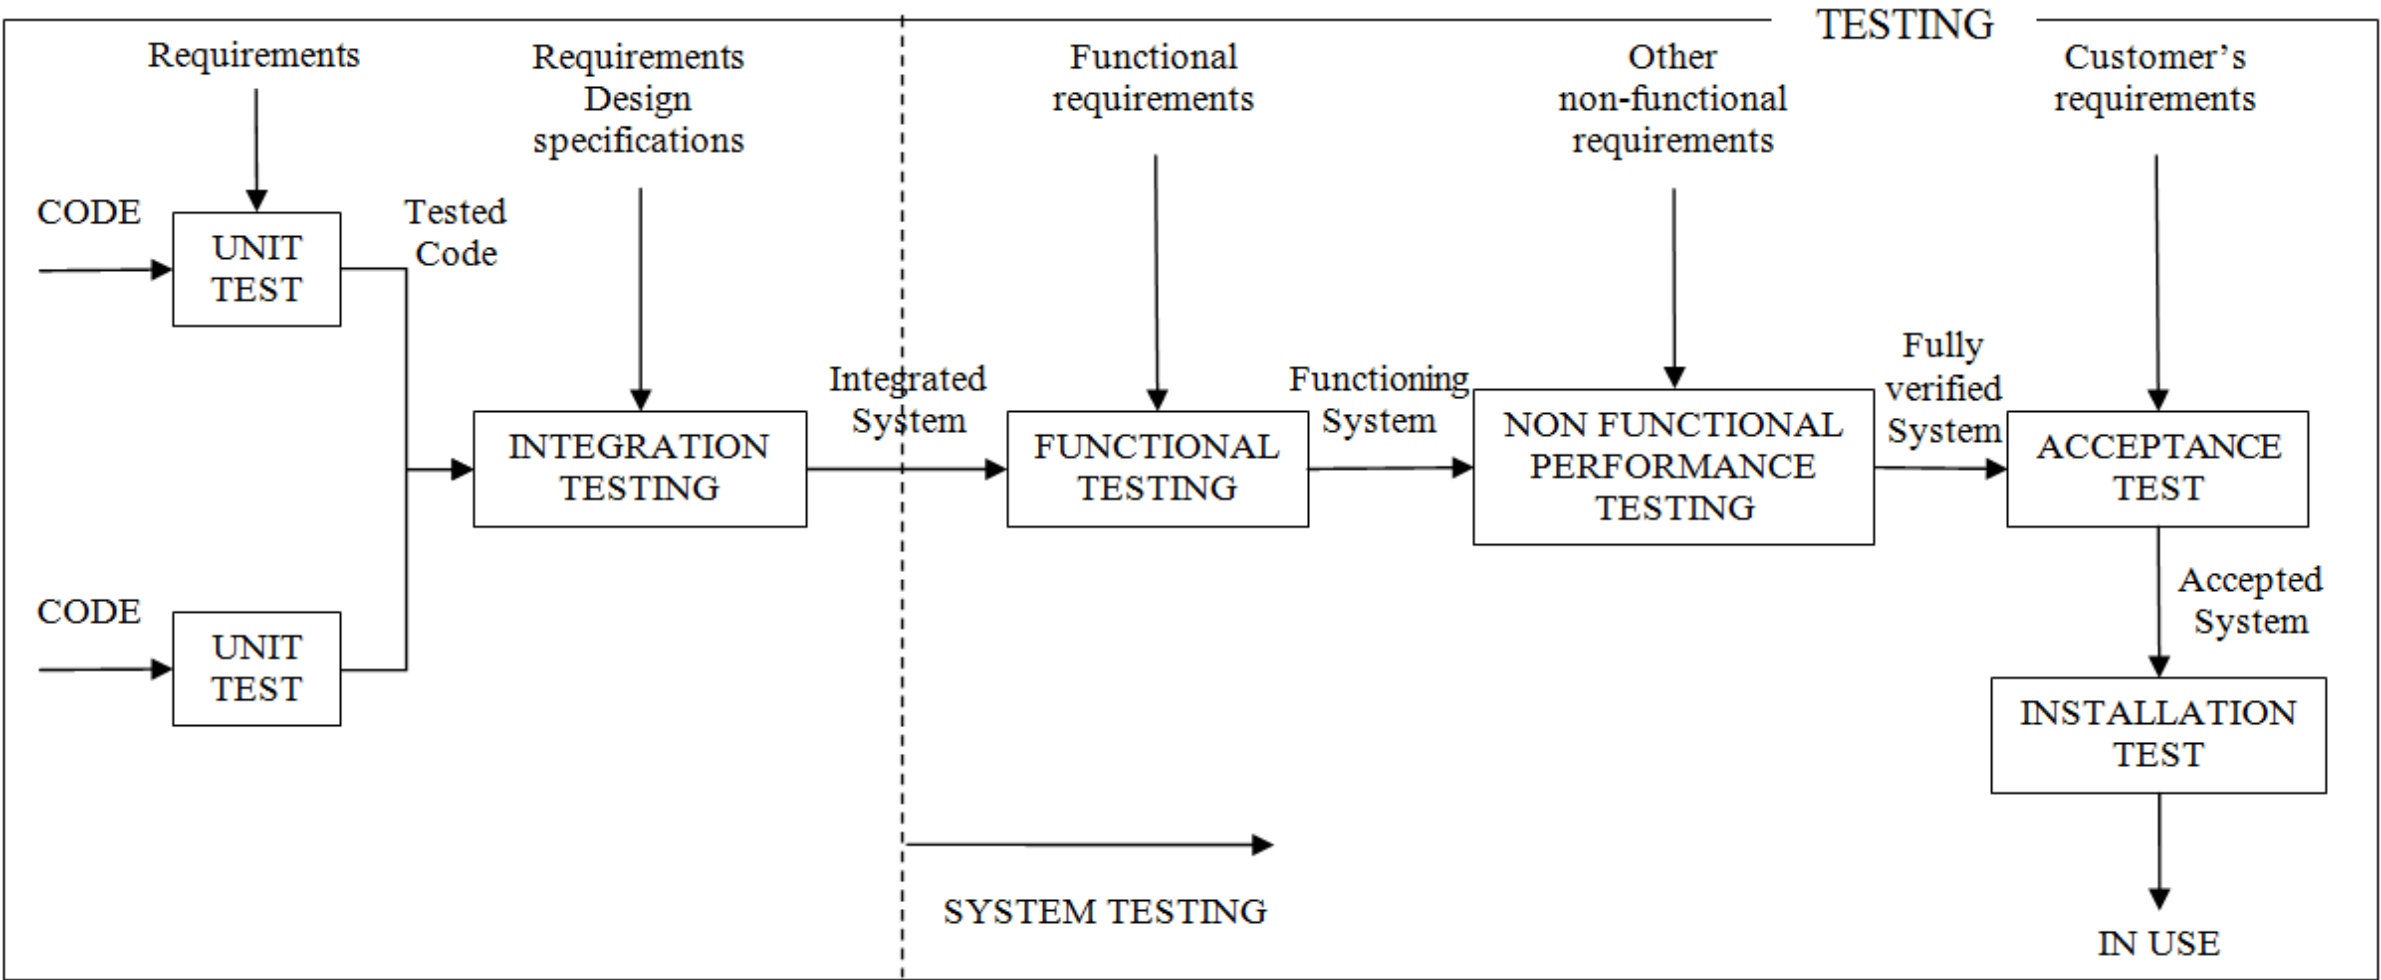 TESTING
Requirements
Requirements
Design
specifications
Functional
requirements
Other
non-functional
requirements
Customer's
requirements
CODE
UNIT
TEST
Tested
Code
INTEGRATION
TESTING
Integrated
System
FUNCTIONAL
TESTING
Functioning
System
NON FUNCTIONAL
PERFORMANCE
TESTING
Fully
verified
System
ACCEPTANCE
TEST
Accepted
System
CODE
UNIT
TEST
INSTALLATION
TEST
SYSTEM TESTING
IN USE